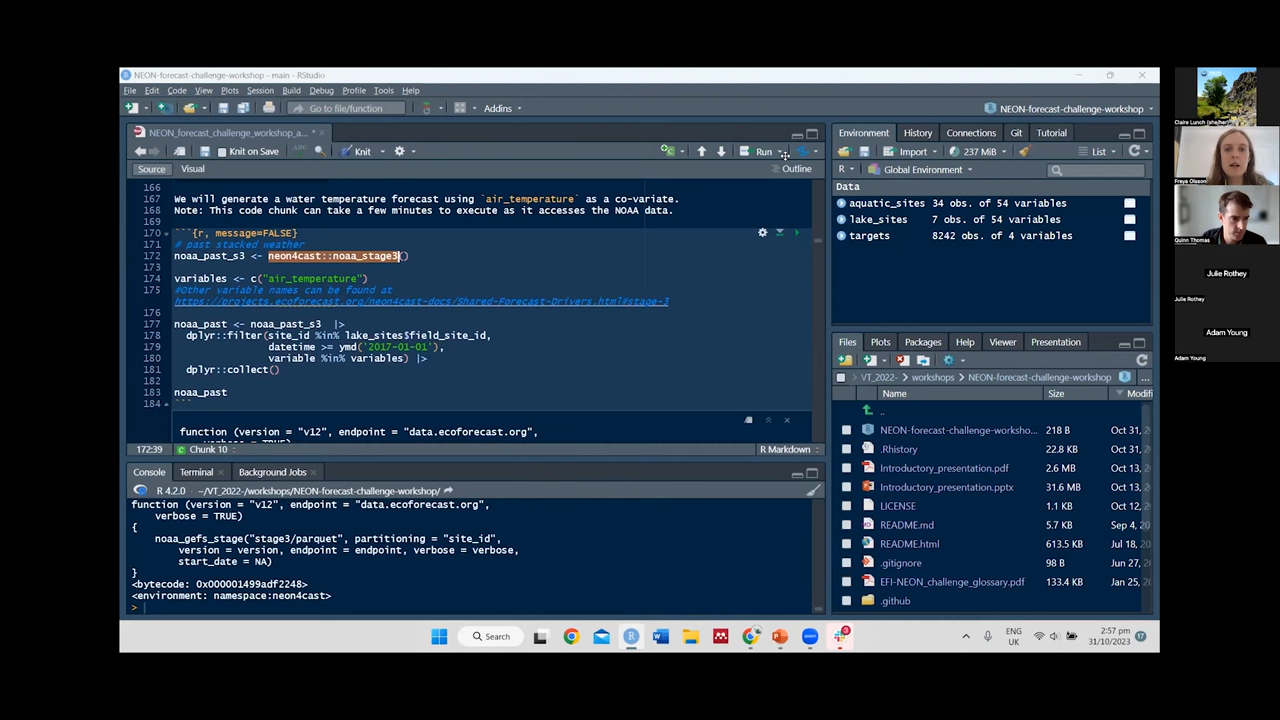 NEON-forecast-challenge-workshop - main - RStudio
File Edit Code View Plots Session Build Debug Profile Tools Help
Go to file/function Addins NEON-forecast-challenge-workshop
NEON_forecast_challenge_workshop_a... *
Knit on Save Knit Run
Source Visual Outline
166
167 We will generate a water temperature forecast using `air_temperature` as a co-variate.
168 Note: This code chunk can take a few minutes to execute as it accesses the NOAA data.
169
170 ```{r, message=FALSE}
171 # past stacked weather
172 noaa_past_s3 <- neon4cast::noaa_stage3()
173
174 variables <- c("air_temperature")
175 #Other variable names can be found at
https://projects.ecoforecast.org/neon4cast-docs/Shared-Forecast-Drivers.html#stage-3
176
177 noaa_past <- noaa_past_s3 |>
178 dplyr::filter(site_id %in% lake_sites$field_site_id,
179 datetime >= ymd('2017-01-01'),
180 variable %in% variables) |>
181 dplyr::collect()
182
183 noaa_past
184 ```
function (version = "v12", endpoint = "data.ecoforecast.org",
172:39 Chunk 10 R Markdown
Console Terminal Background Jobs
R 4.2.0 · ~/VT_2022-/workshops/NEON-forecast-challenge-workshop/
function (version = "v12", endpoint = "data.ecoforecast.org",
verbose = TRUE)
{
noaa_gefs_stage("stage3/parquet", partitioning = "site_id",
version = version, endpoint = endpoint, verbose = verbose,
start_date = NA)
}
<bytecode: 0x000001499adf2248>
<environment: namespace:neon4cast>
>
Environment History Connections Git Tutorial
Import 237 MiB List
R Global Environment
Data
aquatic_sites 34 obs. of 54 variables
lake_sites 7 obs. of 54 variables
targets 8242 obs. of 4 variables
Files Plots Packages Help Viewer Presentation
VT_2022- workshops NEON-forecast-challenge-workshop ...
Name Size Modifi
..
NEON-forecast-challenge-worksho... 218 B Oct 31,
.Rhistory 22.8 KB Oct 31,
Introductory_presentation.pdf 2.6 MB Oct 13,
Introductory_presentation.pptx 31.6 MB Oct 13,
LICENSE 1.1 KB Oct 12,
README.md 5.7 KB Sep 4, 20
README.html 613.5 KB Jul 18, 20
.gitignore 98 B Jun 27,
EFI-NEON_challenge_glossary.pdf 133.4 KB Jan 25,
.github
Search
ENG
UK
2:57 pm
31/10/2023
Claire Lunch (she/her)
Freya Olsson
Quinn Thomas
Julie Rothey
Julie Rothey
Adam Young
Adam Young